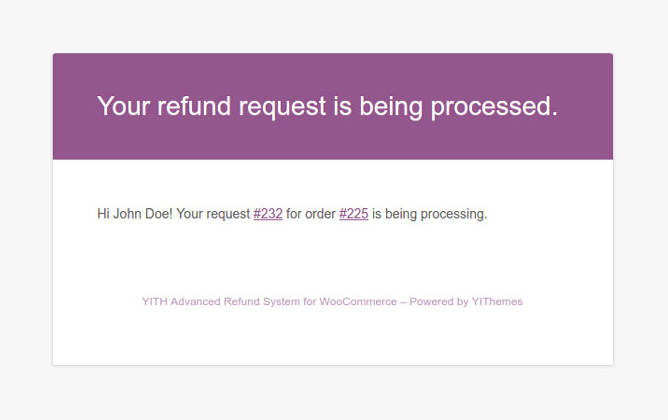 Your refund request is being processed.
Hi John Doe! Your request #232 for order #225 is being processing.
YITH Advanced Refund System for WooCommerce – Powered by YIThemes